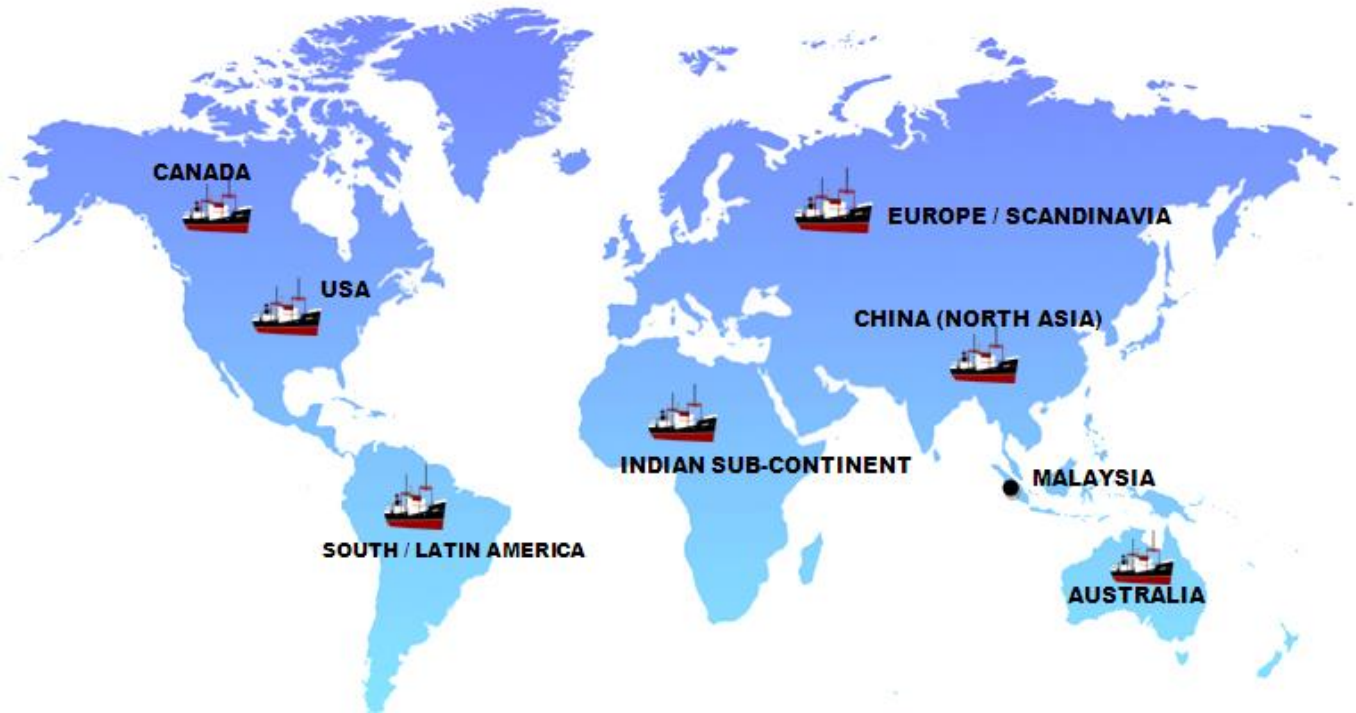 CANADA
EUROPE / SCANDINAVIA
USA
CHINA (NORTH ASIA)
INDIAN SUB-CONTINENT
MALAYSIA
SOUTH / LATIN AMERICA
AUSTRALIA